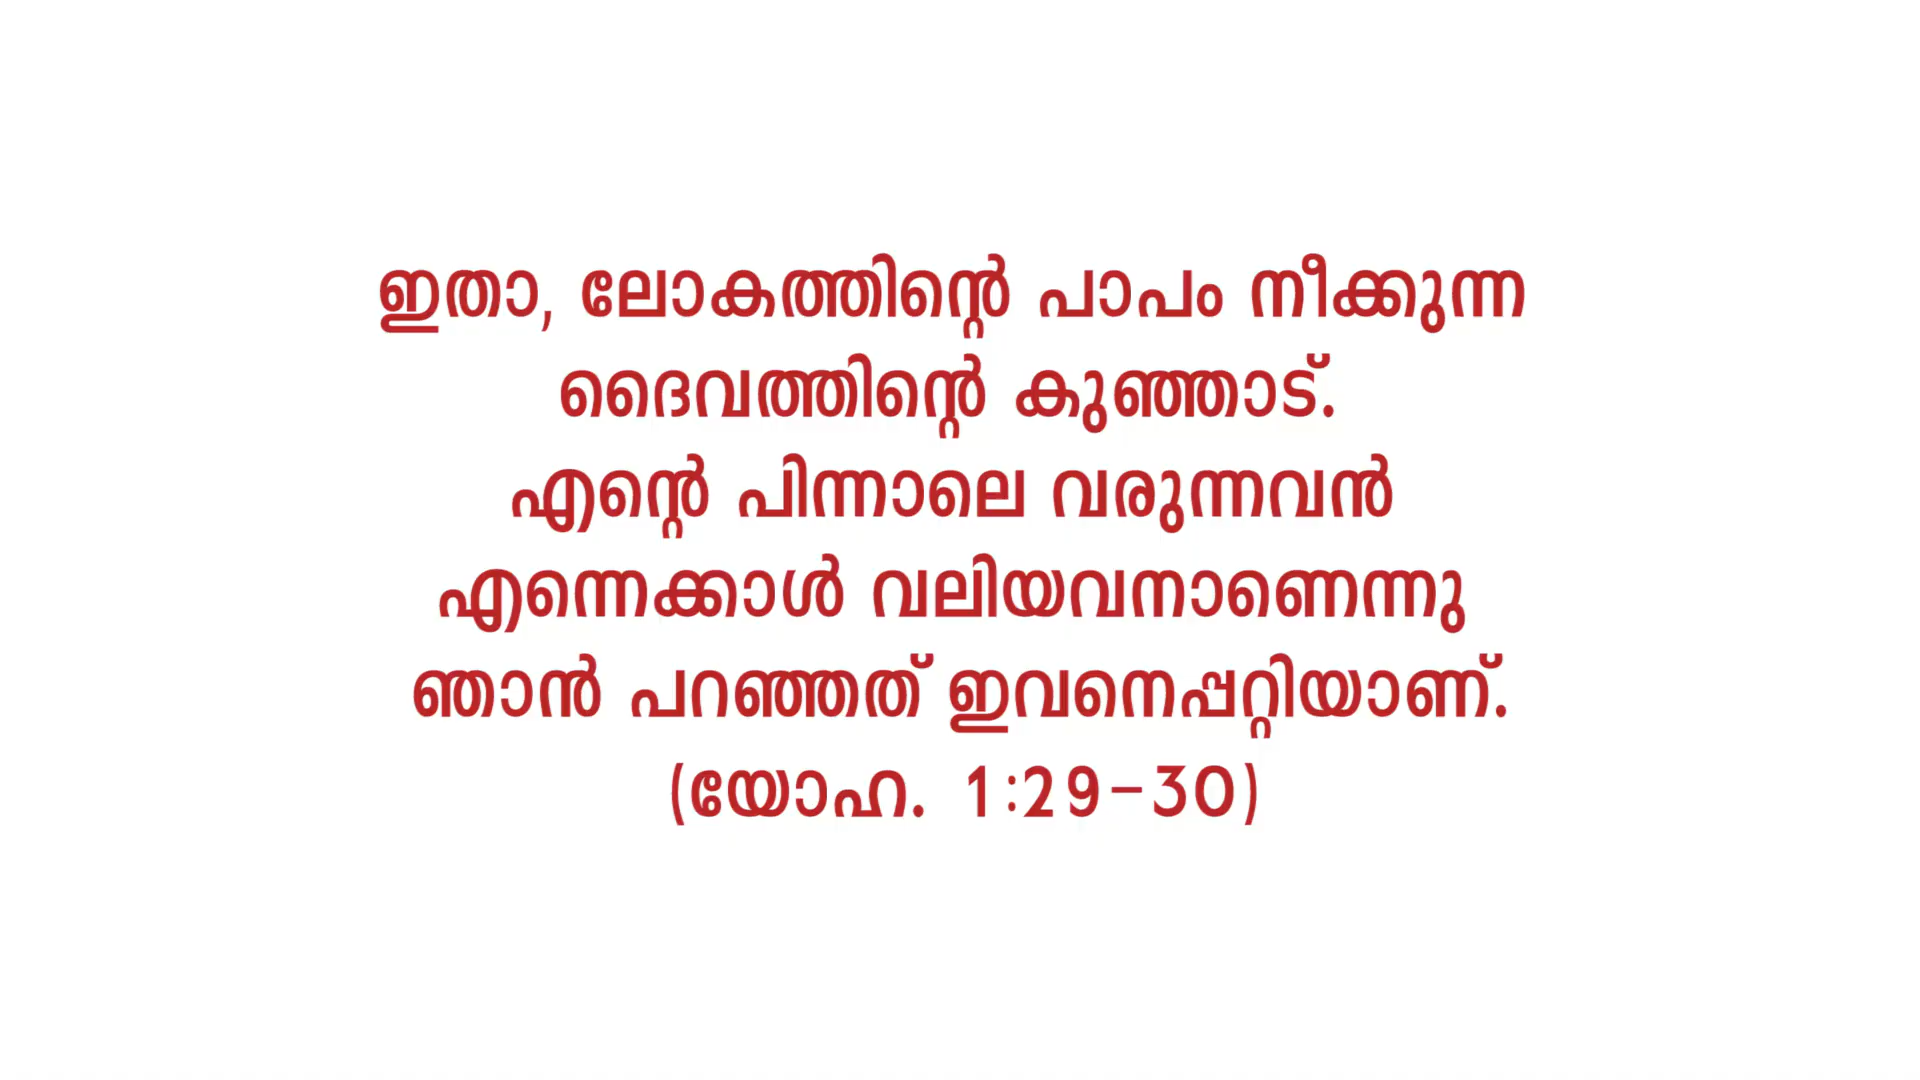 ഇതാ, ലോകത്തിന്റെ പാപം നീക്കുന്ന
ദൈവത്തിന്റെ കുഞ്ഞാട്.
എന്റെ പിന്നാലെ വരുന്നവൻ
എന്നെക്കാൾ വലിയവനാണെന്നു
ഞാൻ പറഞ്ഞത് ഇവനെപ്പറ്റിയാണ്.
(യോഹ. 1:29-30)